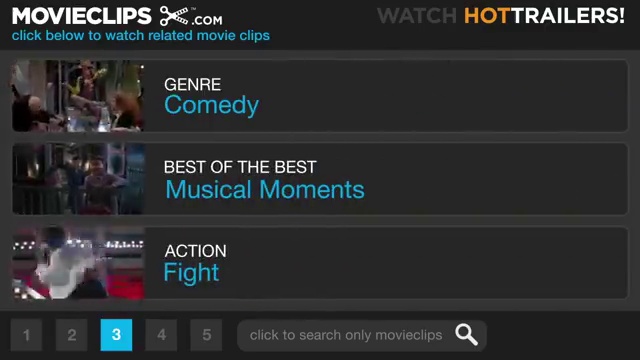 MOVIECLIPS .COM
WATCH HOTTRAILERS!
click below to watch related movie clips
GENRE
Comedy
BEST OF THE BEST
Musical Moments
ACTION
Fight
1 2 3 4 5
click to search only movieclips